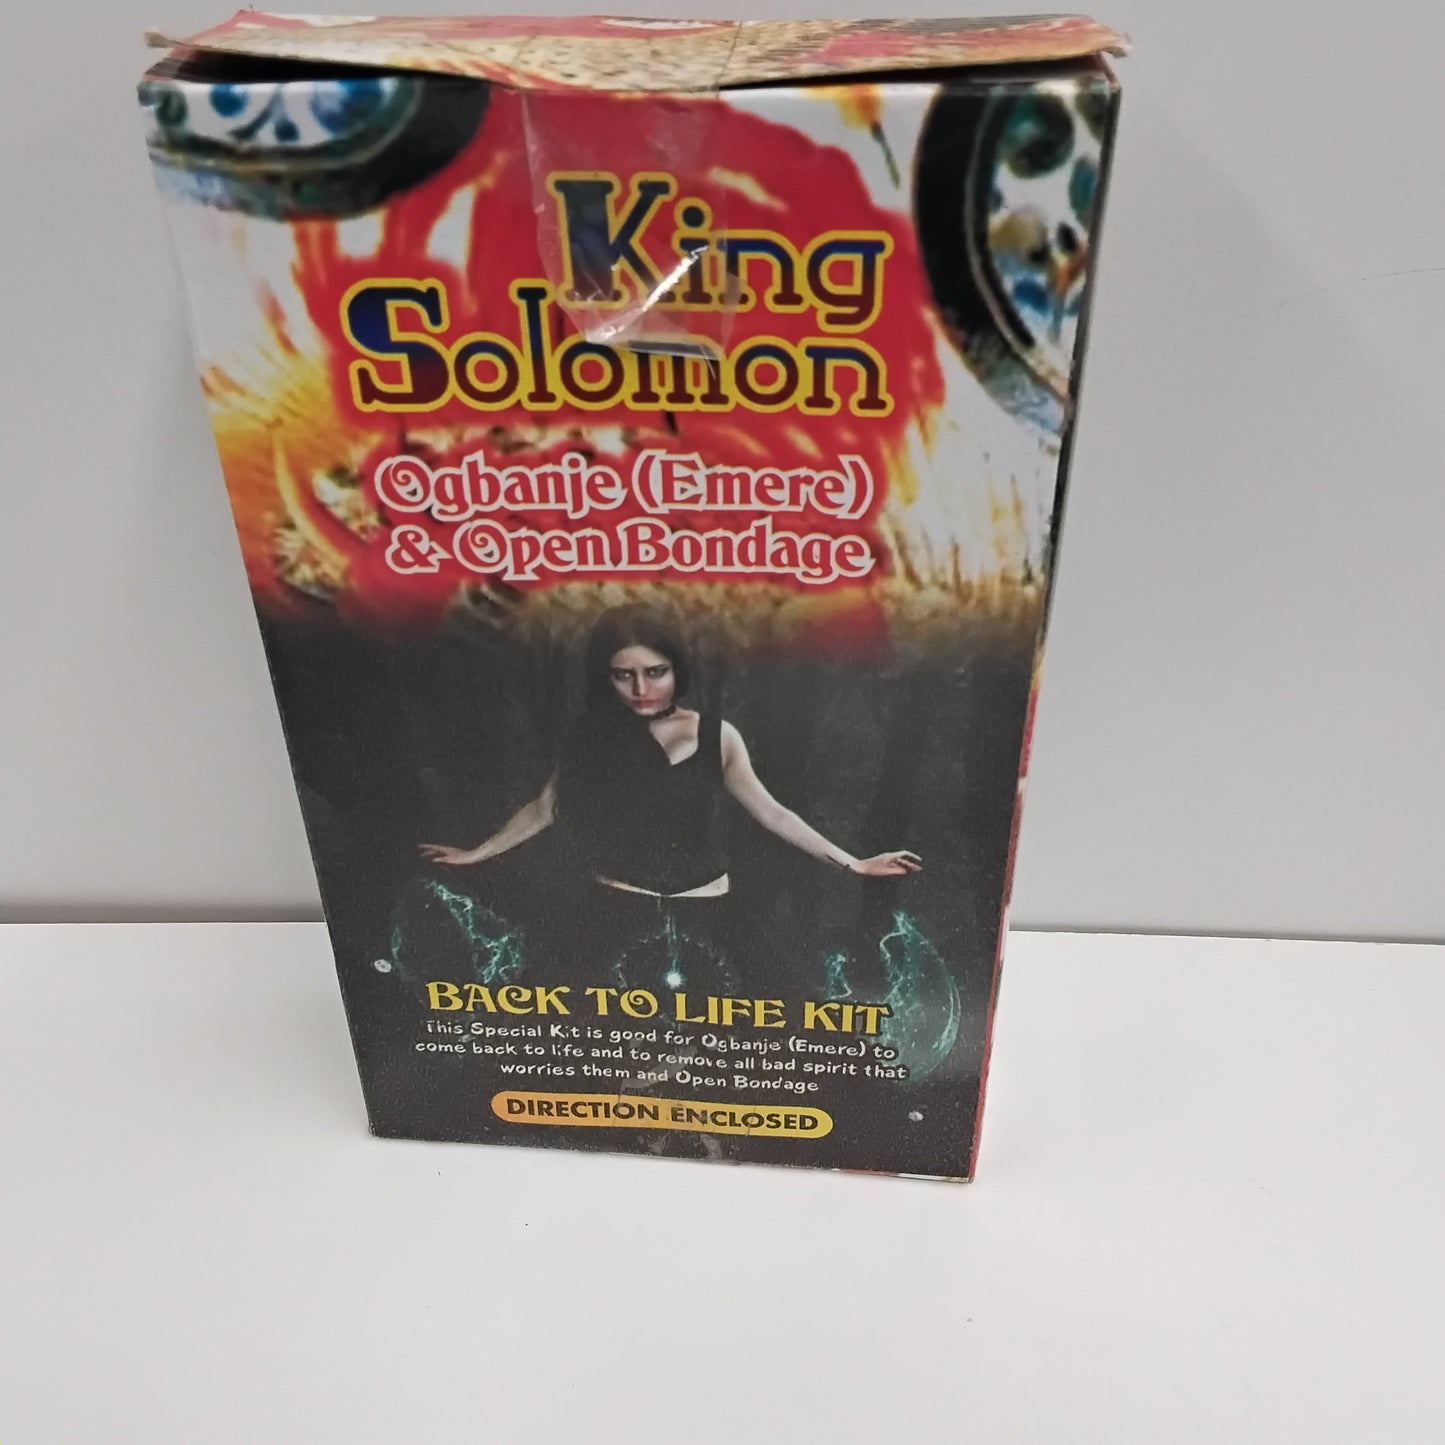 King
Solomon
Ogbanje (Emere)
& Open Bondage
BACK TO LIFE KIT
This Special Kit is good for Ogbanje (Emere) to
come back to life and to remove all bad spirit that
worries them and Open Bondage
DIRECTION ENCLOSED